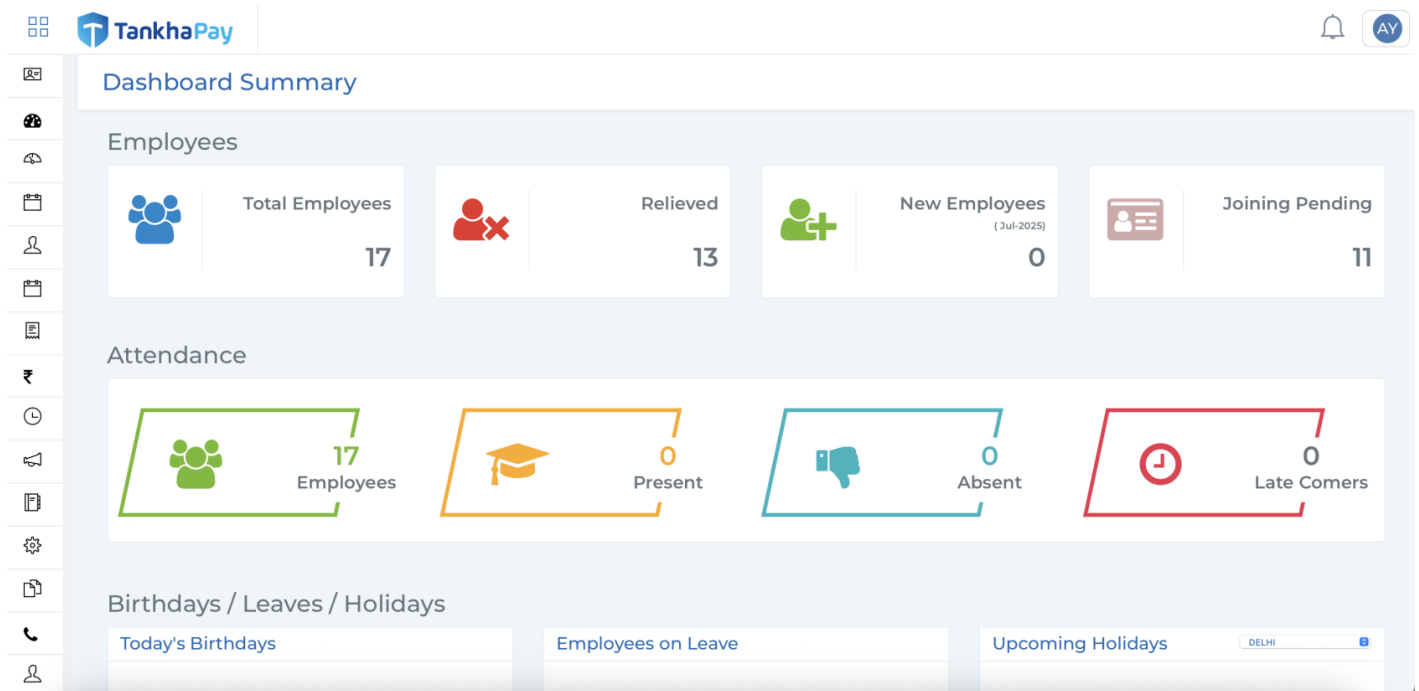 TankhaPay
AY
Dashboard Summary
Employees
Total Employees
17
Relieved
13
New Employees
( Jul-2025)
0
Joining Pending
11
Attendance
17
Employees
0
Present
0
Absent
0
Late Comers
Birthdays / Leaves / Holidays
Today's Birthdays
Employees on Leave
Upcoming Holidays
DELHI